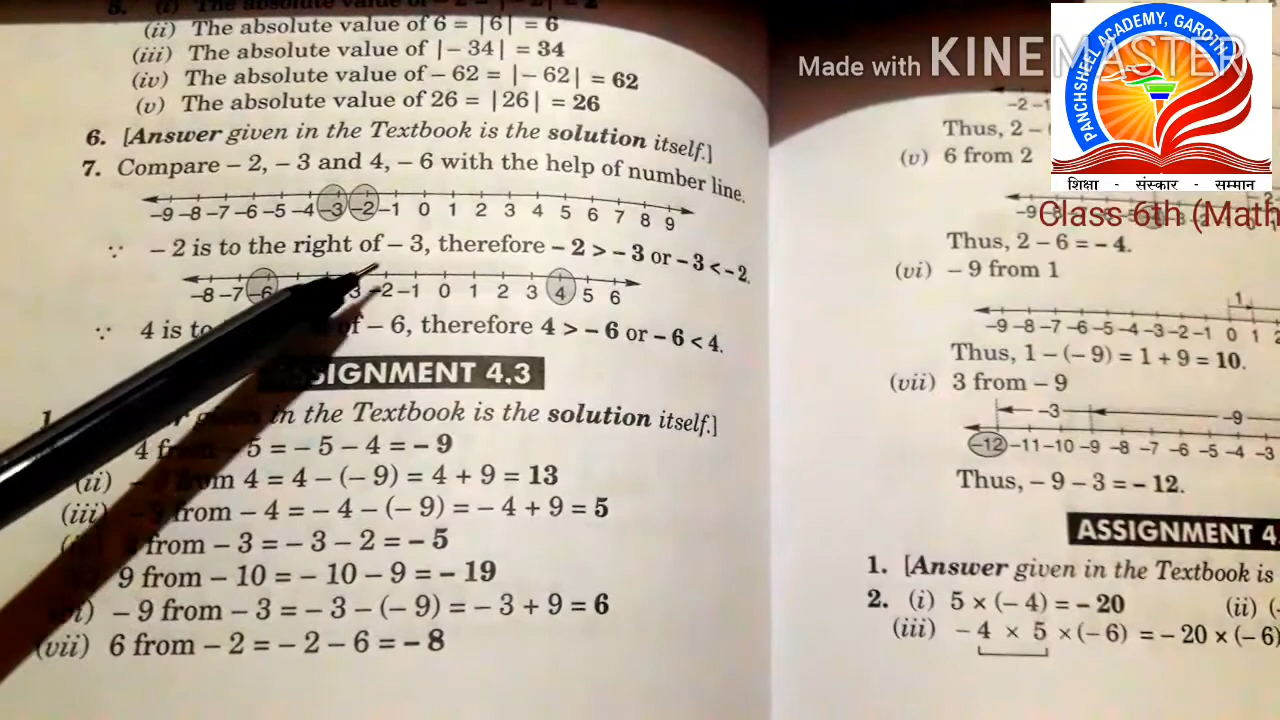 (ii) The absolute value of 6 = |6| = 6
(iii) The absolute value of |– 34| = 34
(iv) The absolute value of – 62 = |– 62| = 62
(v) The absolute value of 26 = |26| = 26
6. [Answer given in the Textbook is the solution itself.]
7. Compare – 2, – 3 and 4, – 6 with the help of number line.
–9 –8 –7 –6 –5 –4 –3 –2 –1 0 1 2 3 4 5 6 7 8 9
∵ – 2 is to the right of – 3, therefore – 2 > – 3 or – 3 < – 2.
–8 –7 –6 3 –2 –1 0 1 2 3 4 5 6
∵ 4 is to of – 6, therefore 4 > – 6 or – 6 < 4.
SIGNMENT 4.3
1. given in the Textbook is the solution itself.]
4 from – 5 = – 5 – 4 = – 9
(ii) – from 4 = 4 – (– 9) = 4 + 9 = 13
(iii) from – 4 = – 4 – (– 9) = – 4 + 9 = 5
from – 3 = – 3 – 2 = – 5
9 from – 10 = – 10 – 9 = – 19
– 9 from – 3 = – 3 – (– 9) = – 3 + 9 = 6
(vii) 6 from – 2 = – 2 – 6 = – 8
Made with KINEMASTER
PANCHSHEEL ACADEMY, GAROTH
शिक्षा - संस्कार - सम्मान
Class 6th (Math
–2 –1
Thus, 2 –
(v) 6 from 2
–9
Thus, 2 – 6 = – 4.
(vi) – 9 from 1
1
–9 –8 –7 –6 –5 –4 –3 –2 –1 0 1 2
Thus, 1 – (– 9) = 1 + 9 = 10.
(vii) 3 from – 9
–3 –9
–12 –11 –10 –9 –8 –7 –6 –5 –4 –3
Thus, – 9 – 3 = – 12.
ASSIGNMENT 4
1. [Answer given in the Textbook is
2. (i) 5 × (– 4) = – 20 (ii) (–
(iii) – 4 × 5 × (– 6) = – 20 × (– 6)